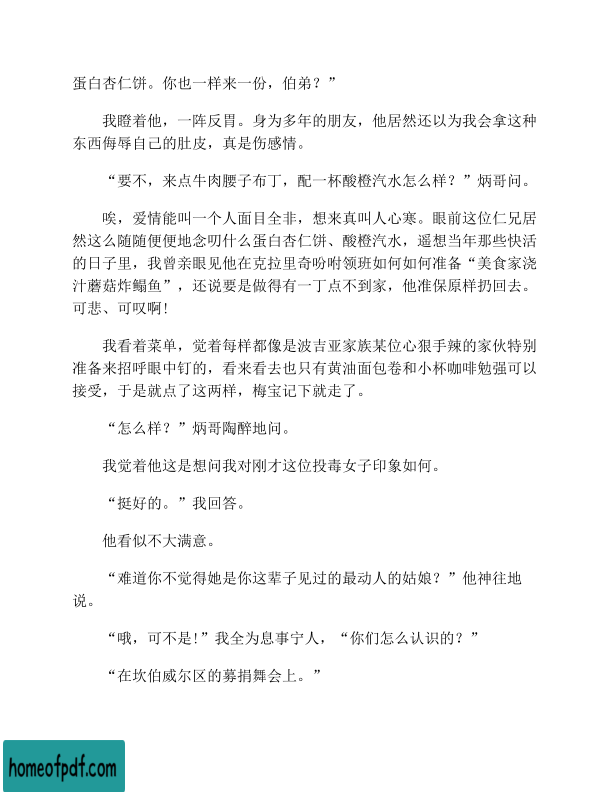 蛋白杏仁饼。你也一样来一份，伯弟？”
我瞪着他，一阵反胃。身为多年的朋友，他居然还以为我会拿这种
东西侮辱自己的肚皮，真是伤感情。
“要不，来点牛肉腰子布丁，配一杯酸橙汽水怎么样？”炳哥问。
唉，爱情能叫一个人面目全非，想来真叫人心寒。眼前这位仁兄居
然这么随随便便地念叨什么蛋白杏仁饼、酸橙汽水，遥想当年那些快活
的日子里，我曾亲眼见他在克拉里奇吩咐领班如何如何准备“美食家浇
汁蘑菇炸鳎鱼”，还说要是做得有一丁点不到家，他准保原样扔回去。
可悲、可叹啊!
我看着菜单，觉着每样都像是波吉亚家族某位心狠手辣的家伙特别
准备来招呼眼中钉的，看来看去也只有黄油面包卷和小杯咖啡勉强可以
接受，于是就点了这两样，梅宝记下就走了。
“怎么样？”炳哥陶醉地问。
我觉着他这是想问我对刚才这位投毒女子印象如何。
“挺好的。”我回答。
他看似不大满意。
“难道你不觉得她是你这辈子见过的最动人的姑娘？”他神往地
说。
“哦，可不是!”我全为息事宁人，“你们怎么认识的？”
“在坎伯威尔区的募捐舞会上。”
homeofpdf.com